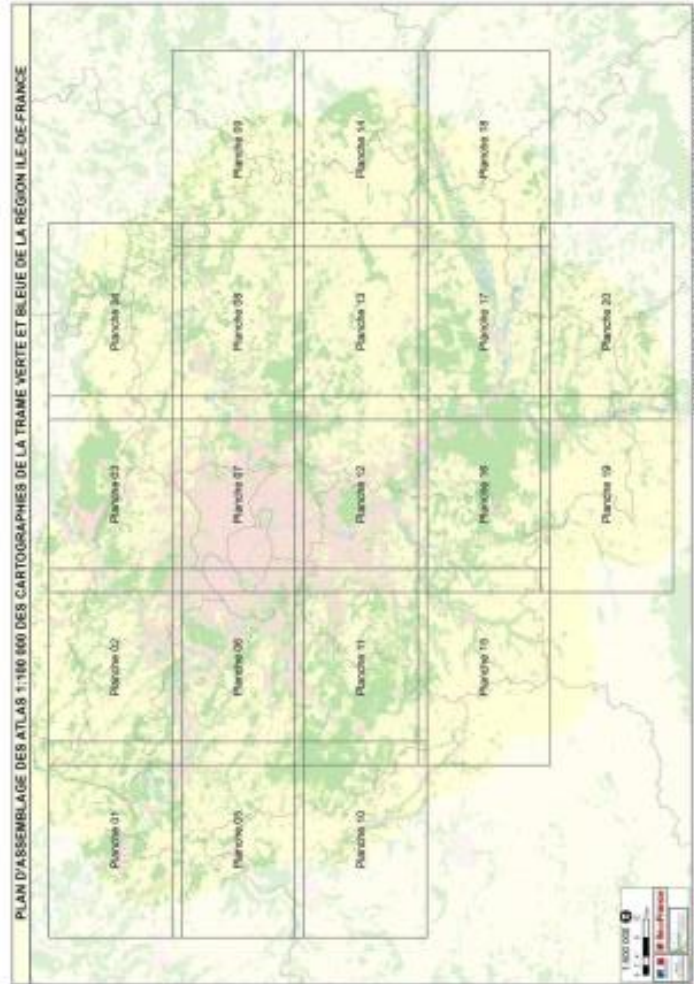 PLAN D'ASSEMBLAGE DES ATLAS 1:100 000 DES CARTOGRAPHIES DE LA TRAME VERTE ET BLEUE DE LA RÉGION ILE-DE-FRANCE
Planche 01
Planche 02
Planche 03
Planche 04
Planche 05
Planche 06
Planche 07
Planche 08
Planche 09
Planche 10
Planche 11
Planche 12
Planche 13
Planche 14
Planche 15
Planche 16
Planche 17
Planche 18
Planche 19
Planche 20